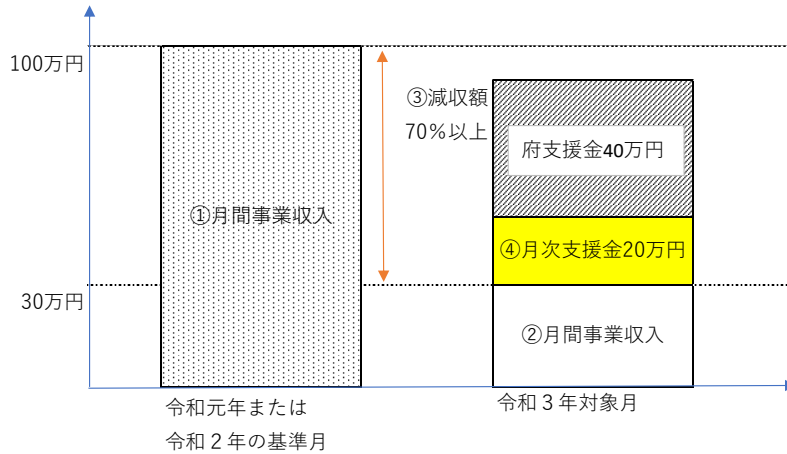 100万円
③減収額
70％以上
府支援金40万円
①月間事業収入
④月次支援金20万円
30万円
②月間事業収入
令和元年または
令和２年の基準月
令和３年対象月